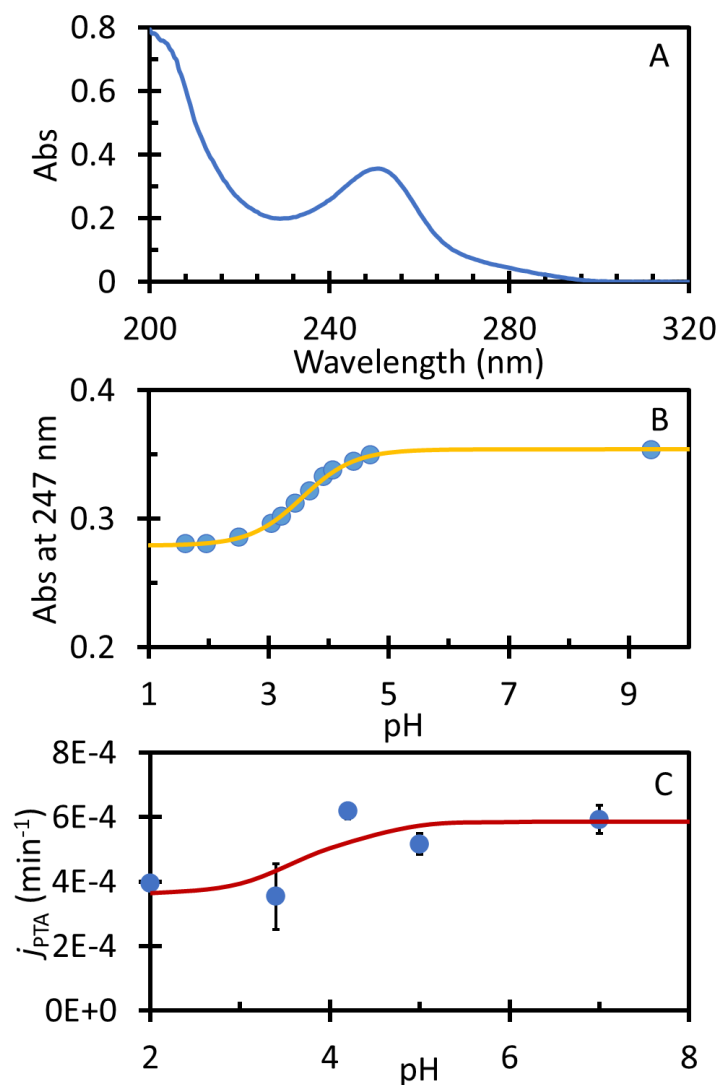 0.8
A
0.6
0.4
0.2
0
Abs
200 240 280 320
Wavelength (nm)
0.4
B
0.3
0.2
Abs at 247 nm
1 3 5 7 9
pH
8E-4
C
6E-4
4E-4
2E-4
0E+0
jPTA (min-1)
2 4 6 8
pH